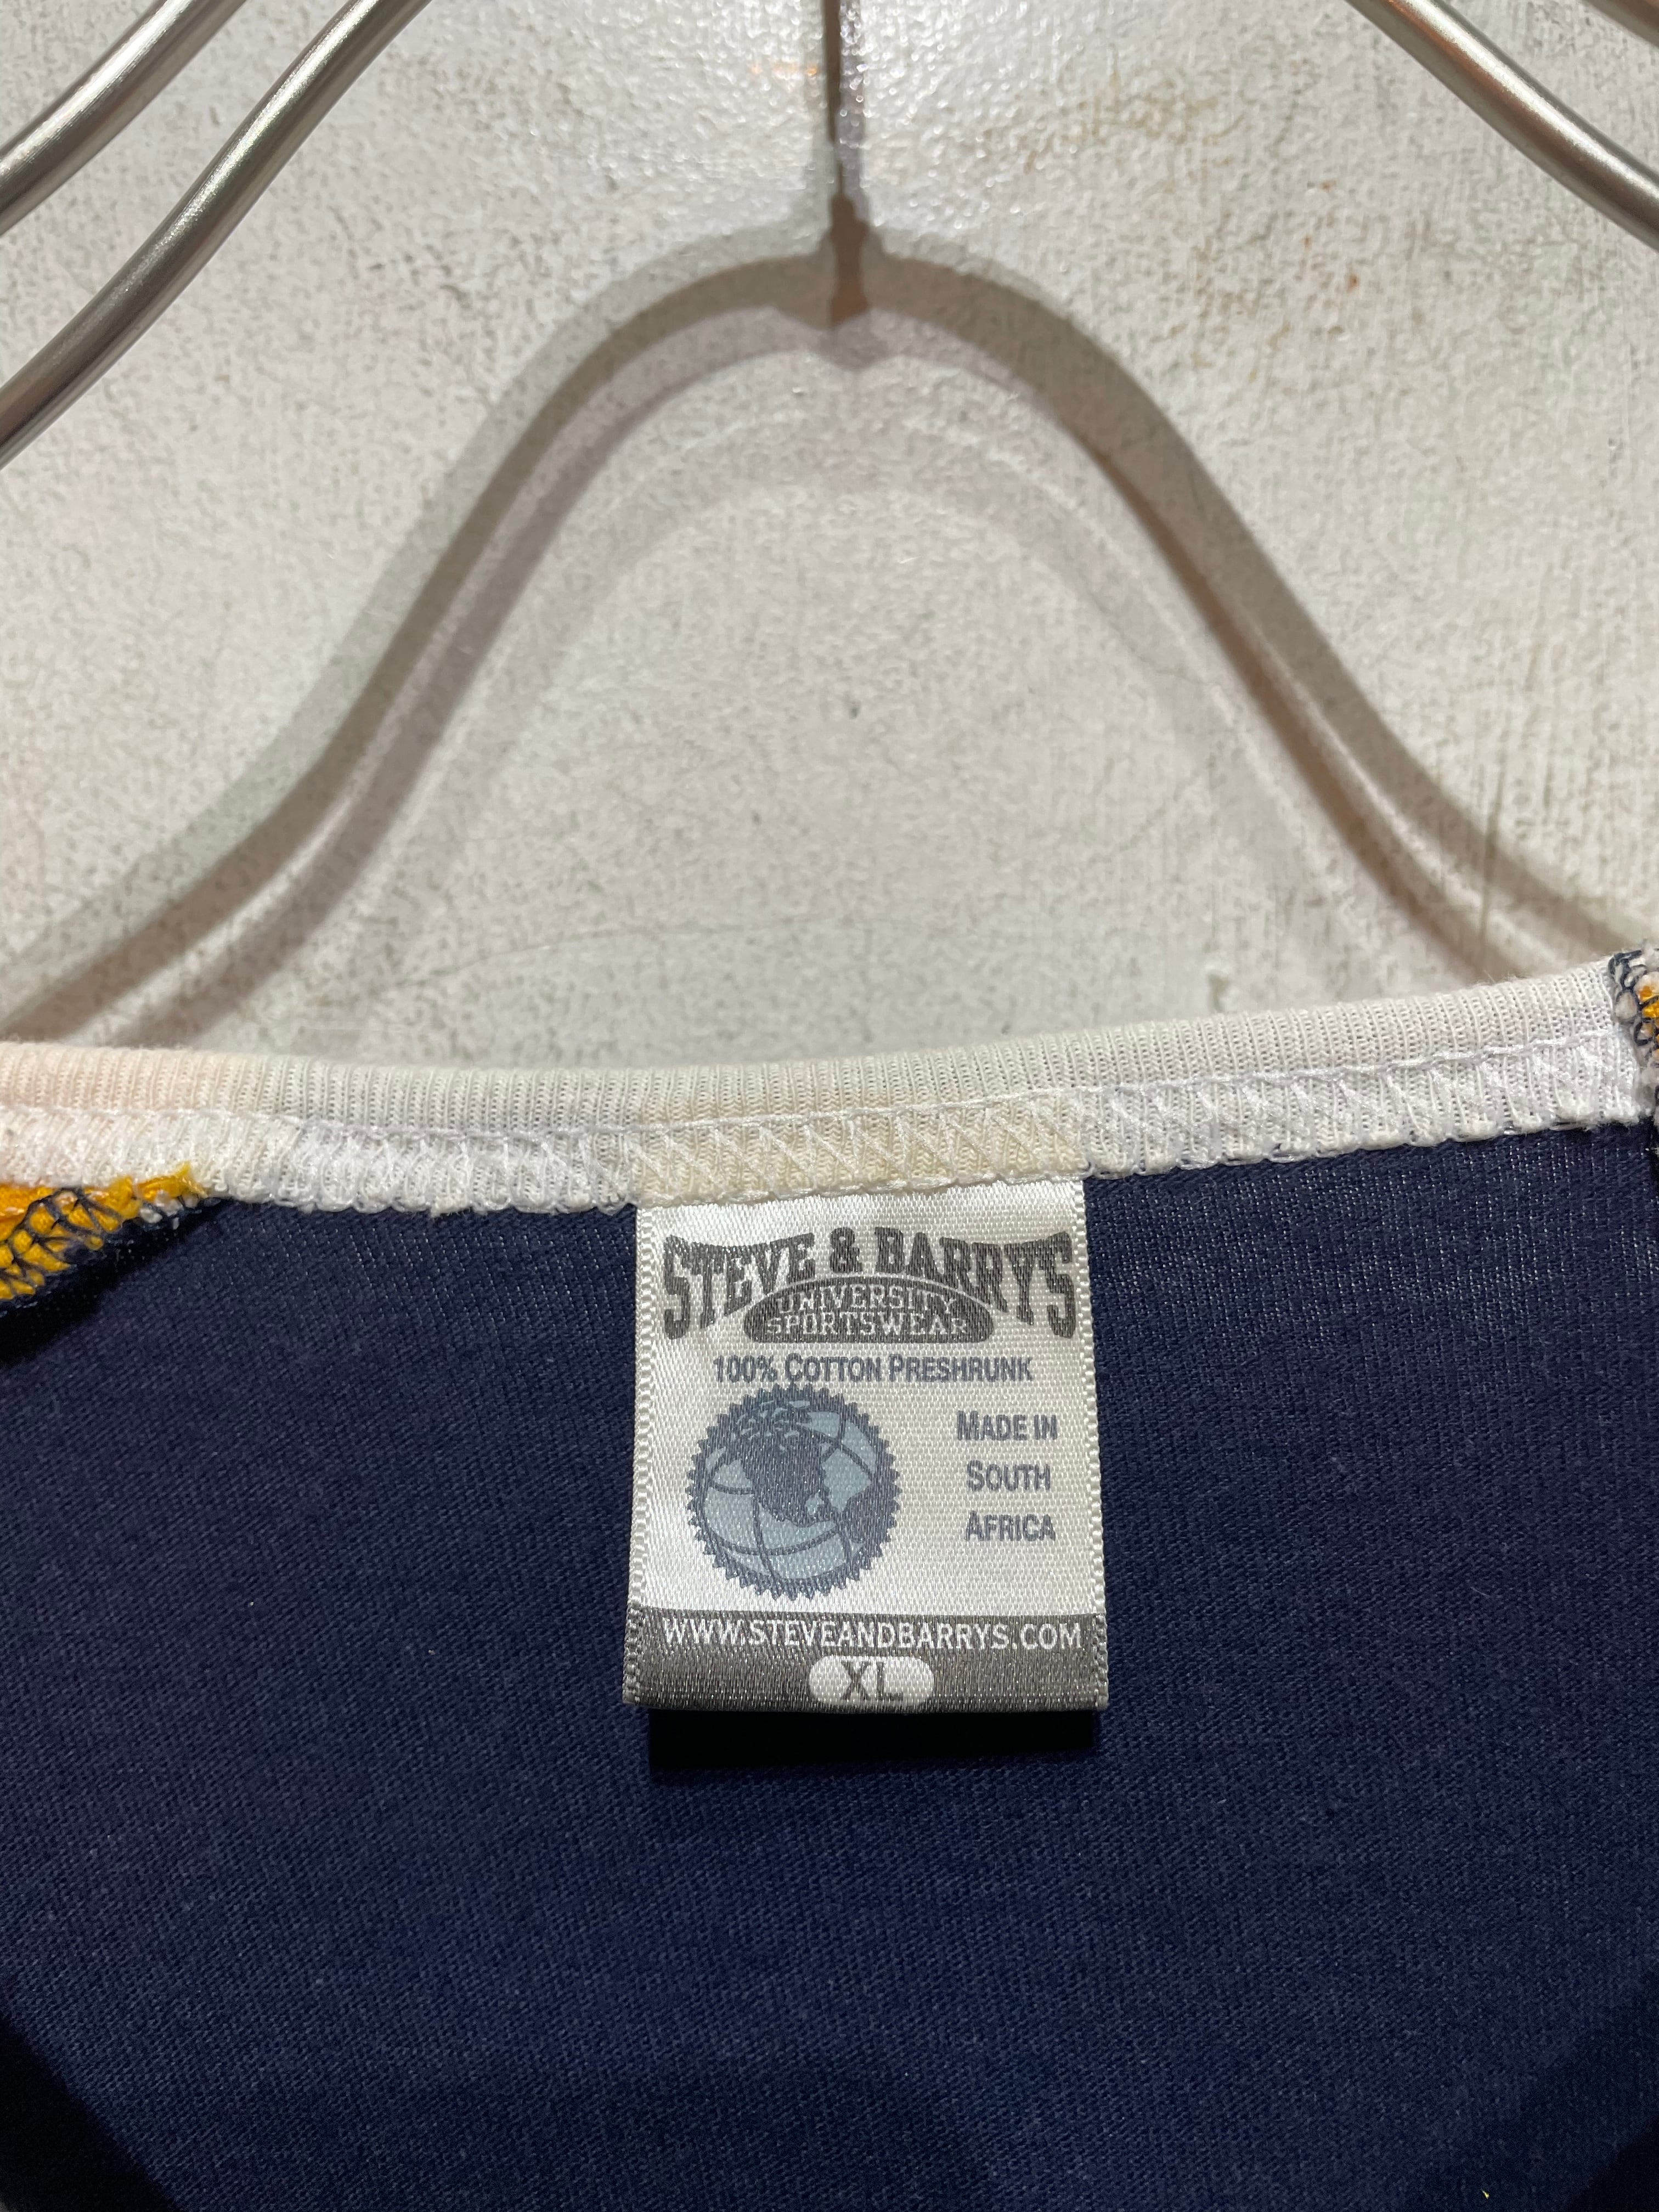 STEVE & BARRYS
UNIVERSITY
SPORTSWEAR
100% COTTON PRESHRUNK
MADE IN
SOUTH
AFRICA
WWW.STEVEANDBARRYS.COM
XL